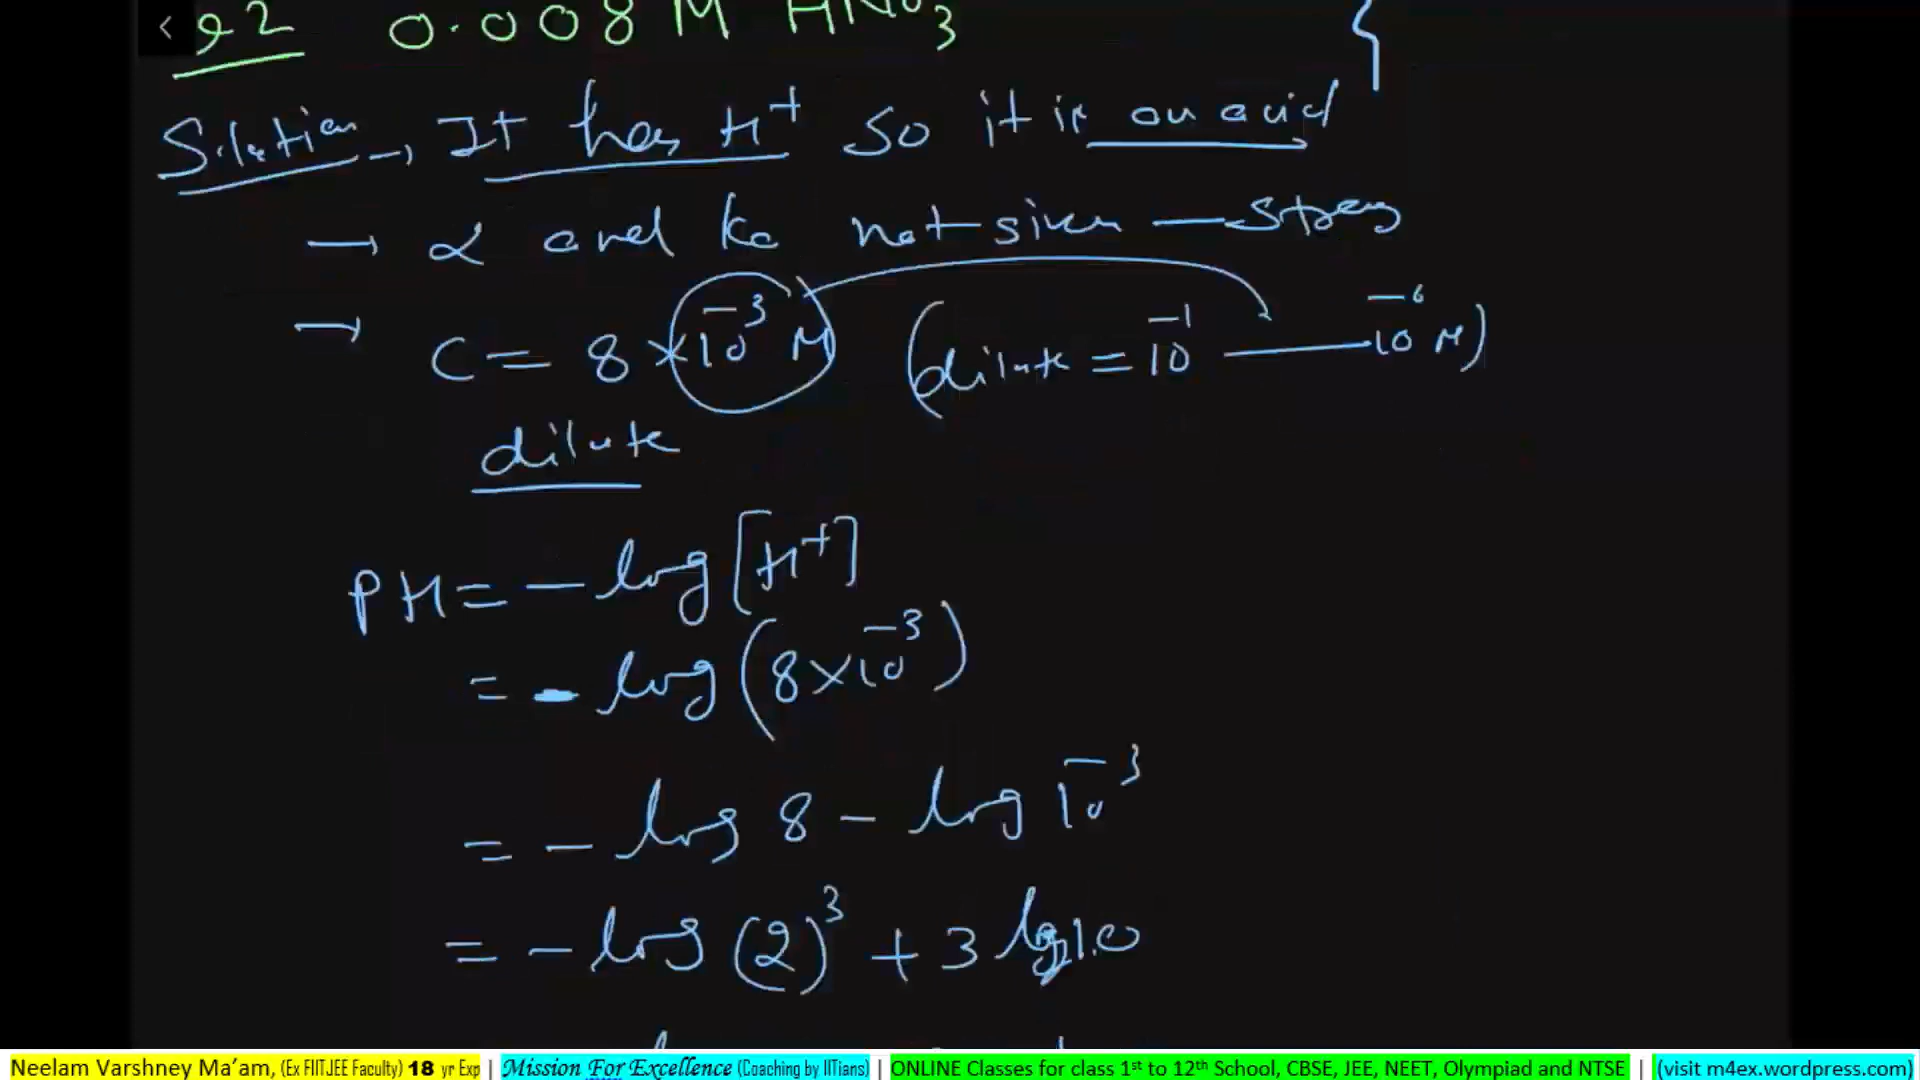 Q2 0.008 M HNO3
Solution → It has H⁺ so it is an acid
→ α and ka not given — strong
→ C = 8 × 10⁻³ M (dilute = 10⁻¹ — 10⁻⁶ M)
dilute
PH = - log [H⁺]
= - log (8×10⁻³)
= - log 8 - log 10⁻³
= - log (2)³ + 3 log 10
Neelam Varshney Ma'am, (Ex FIITJEE Faculty) 18 yr Exp | Mission For Excellence (Coaching by IITians) | ONLINE Classes for class 1st to 12th School, CBSE, JEE, NEET, Olympiad and NTSE | (visit m4ex.wordpress.com)